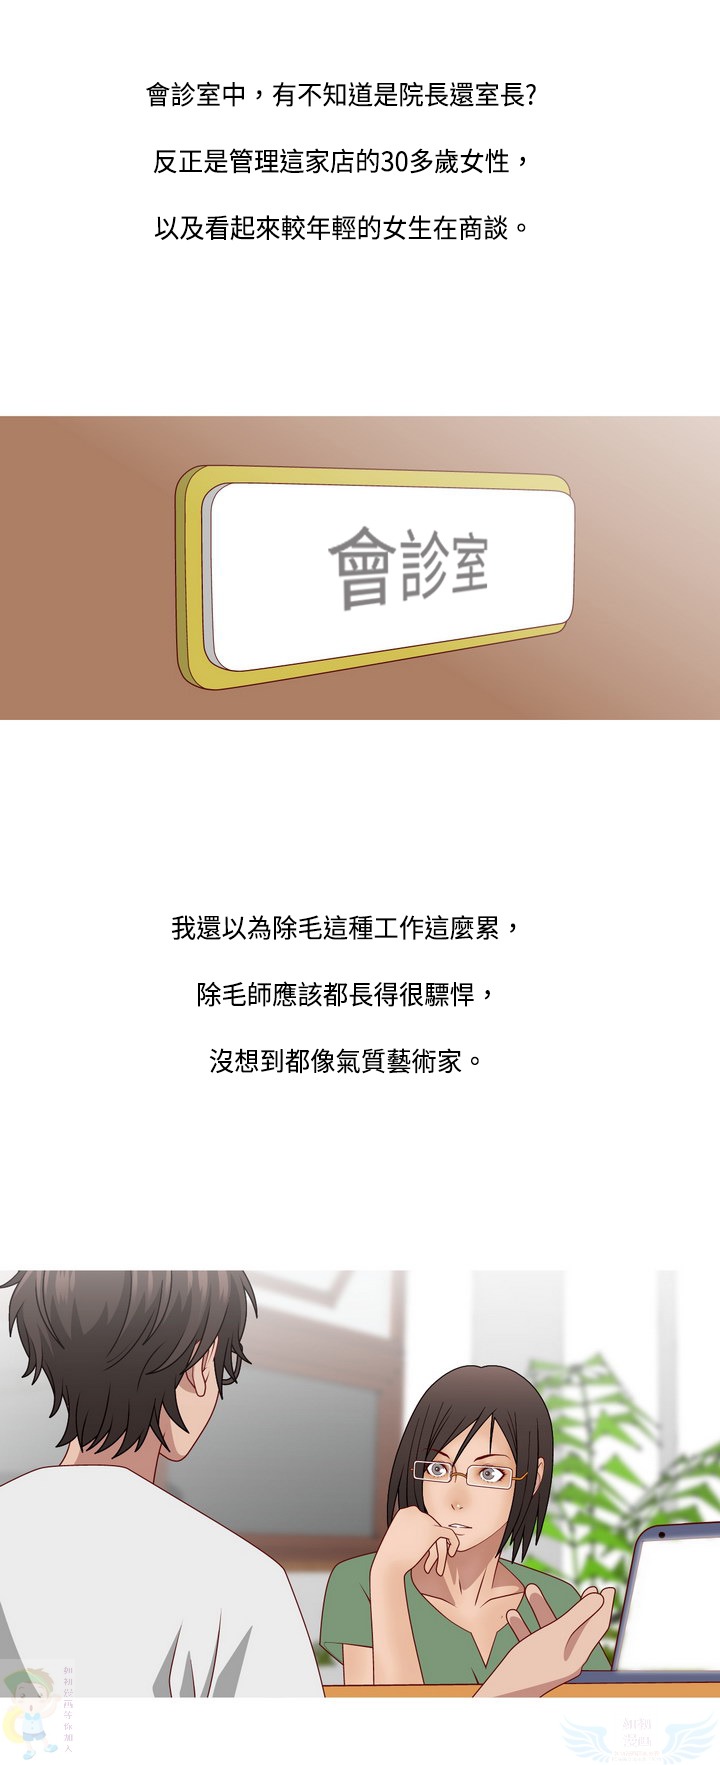 會診室中，有不知道是院長還室長?
反正是管理這家店的30多歲女性，
以及看起來較年輕的女生在商談。
會診室
我還以為除毛這種工作這麼累，
除毛師應該都長得很驃悍，
沒想到都像氣質藝術家。